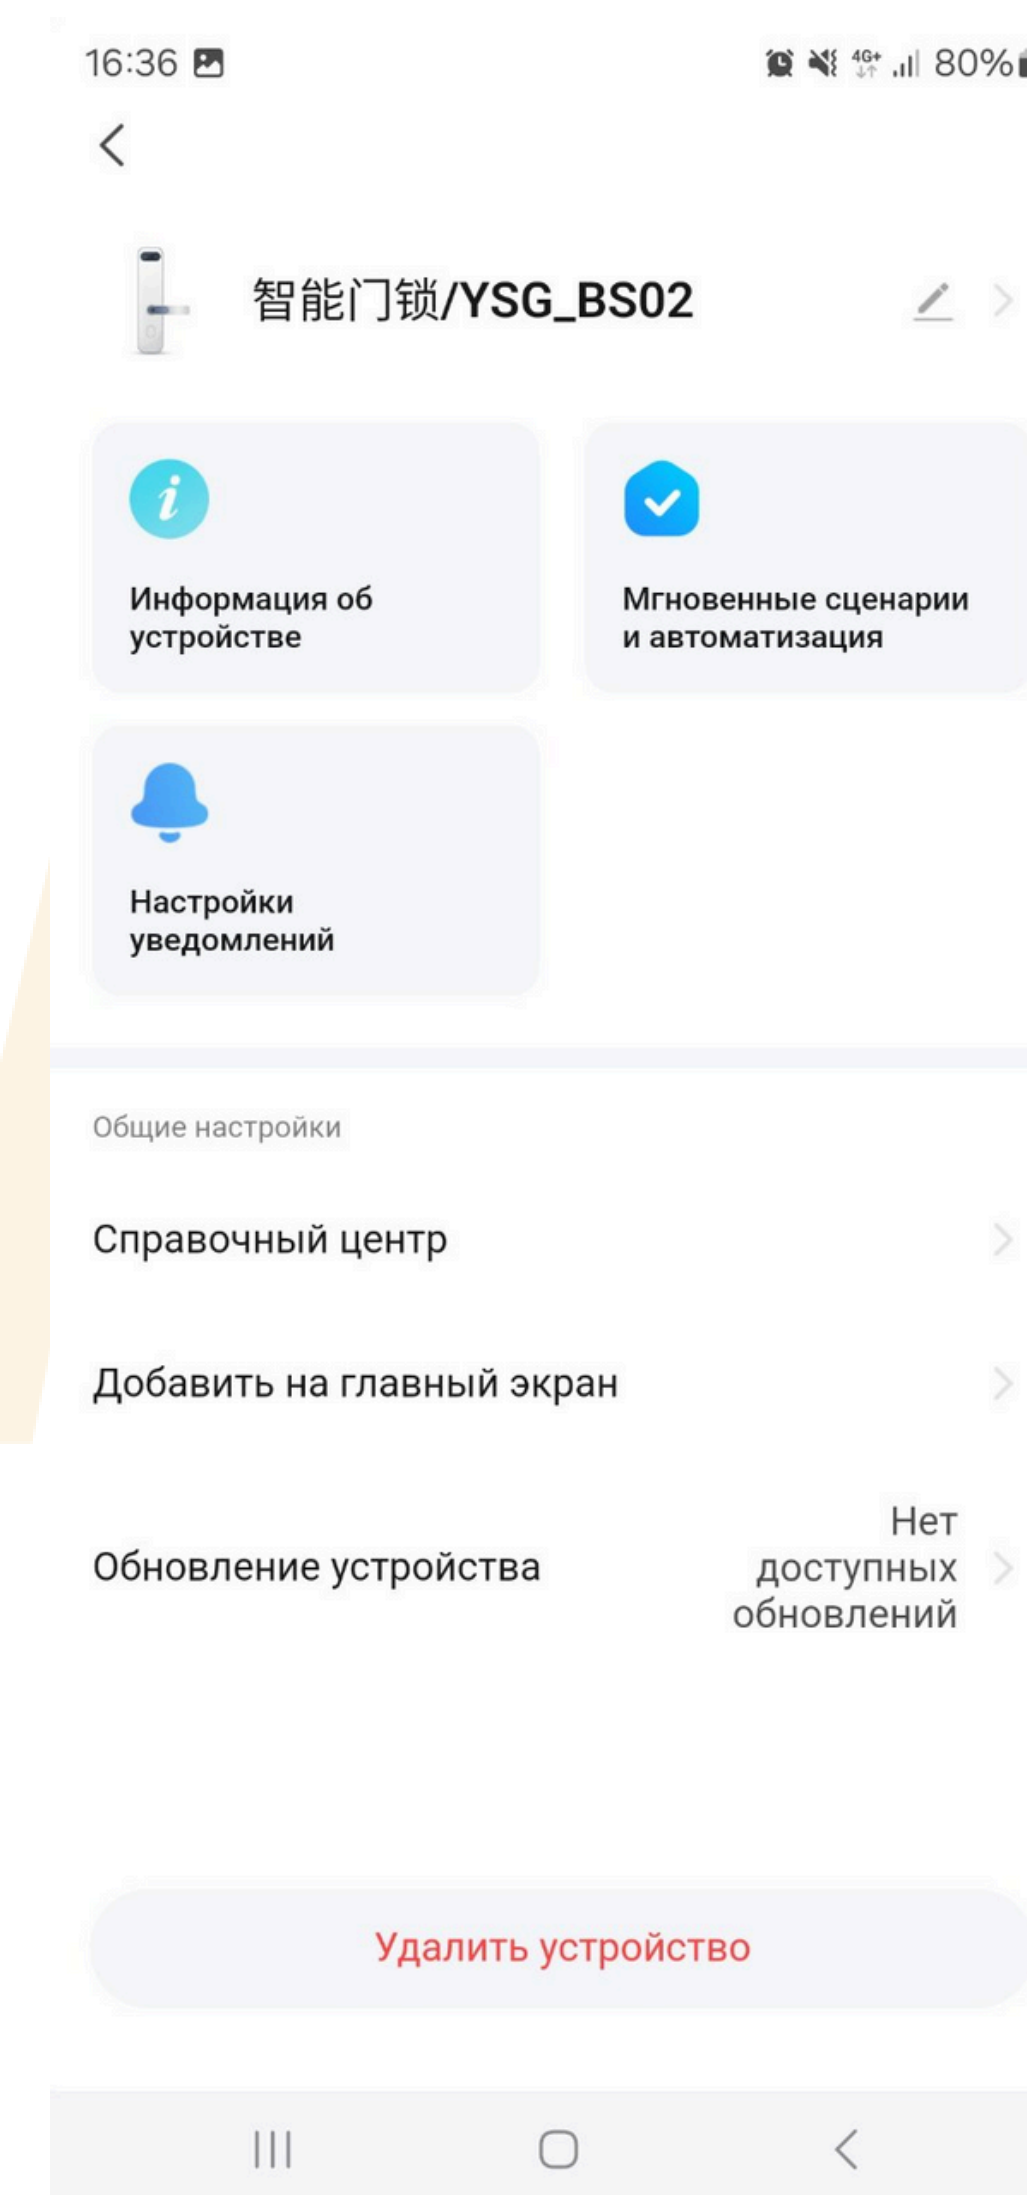 16:36
4G+ 80%
智能门锁/YSG_BS02
Информация об
устройстве
Мгновенные сценарии
и автоматизация
Настройки
уведомлений
Общие настройки
Справочный центр
Добавить на главный экран
Обновление устройства
Нет
доступных
обновлений
Удалить устройство